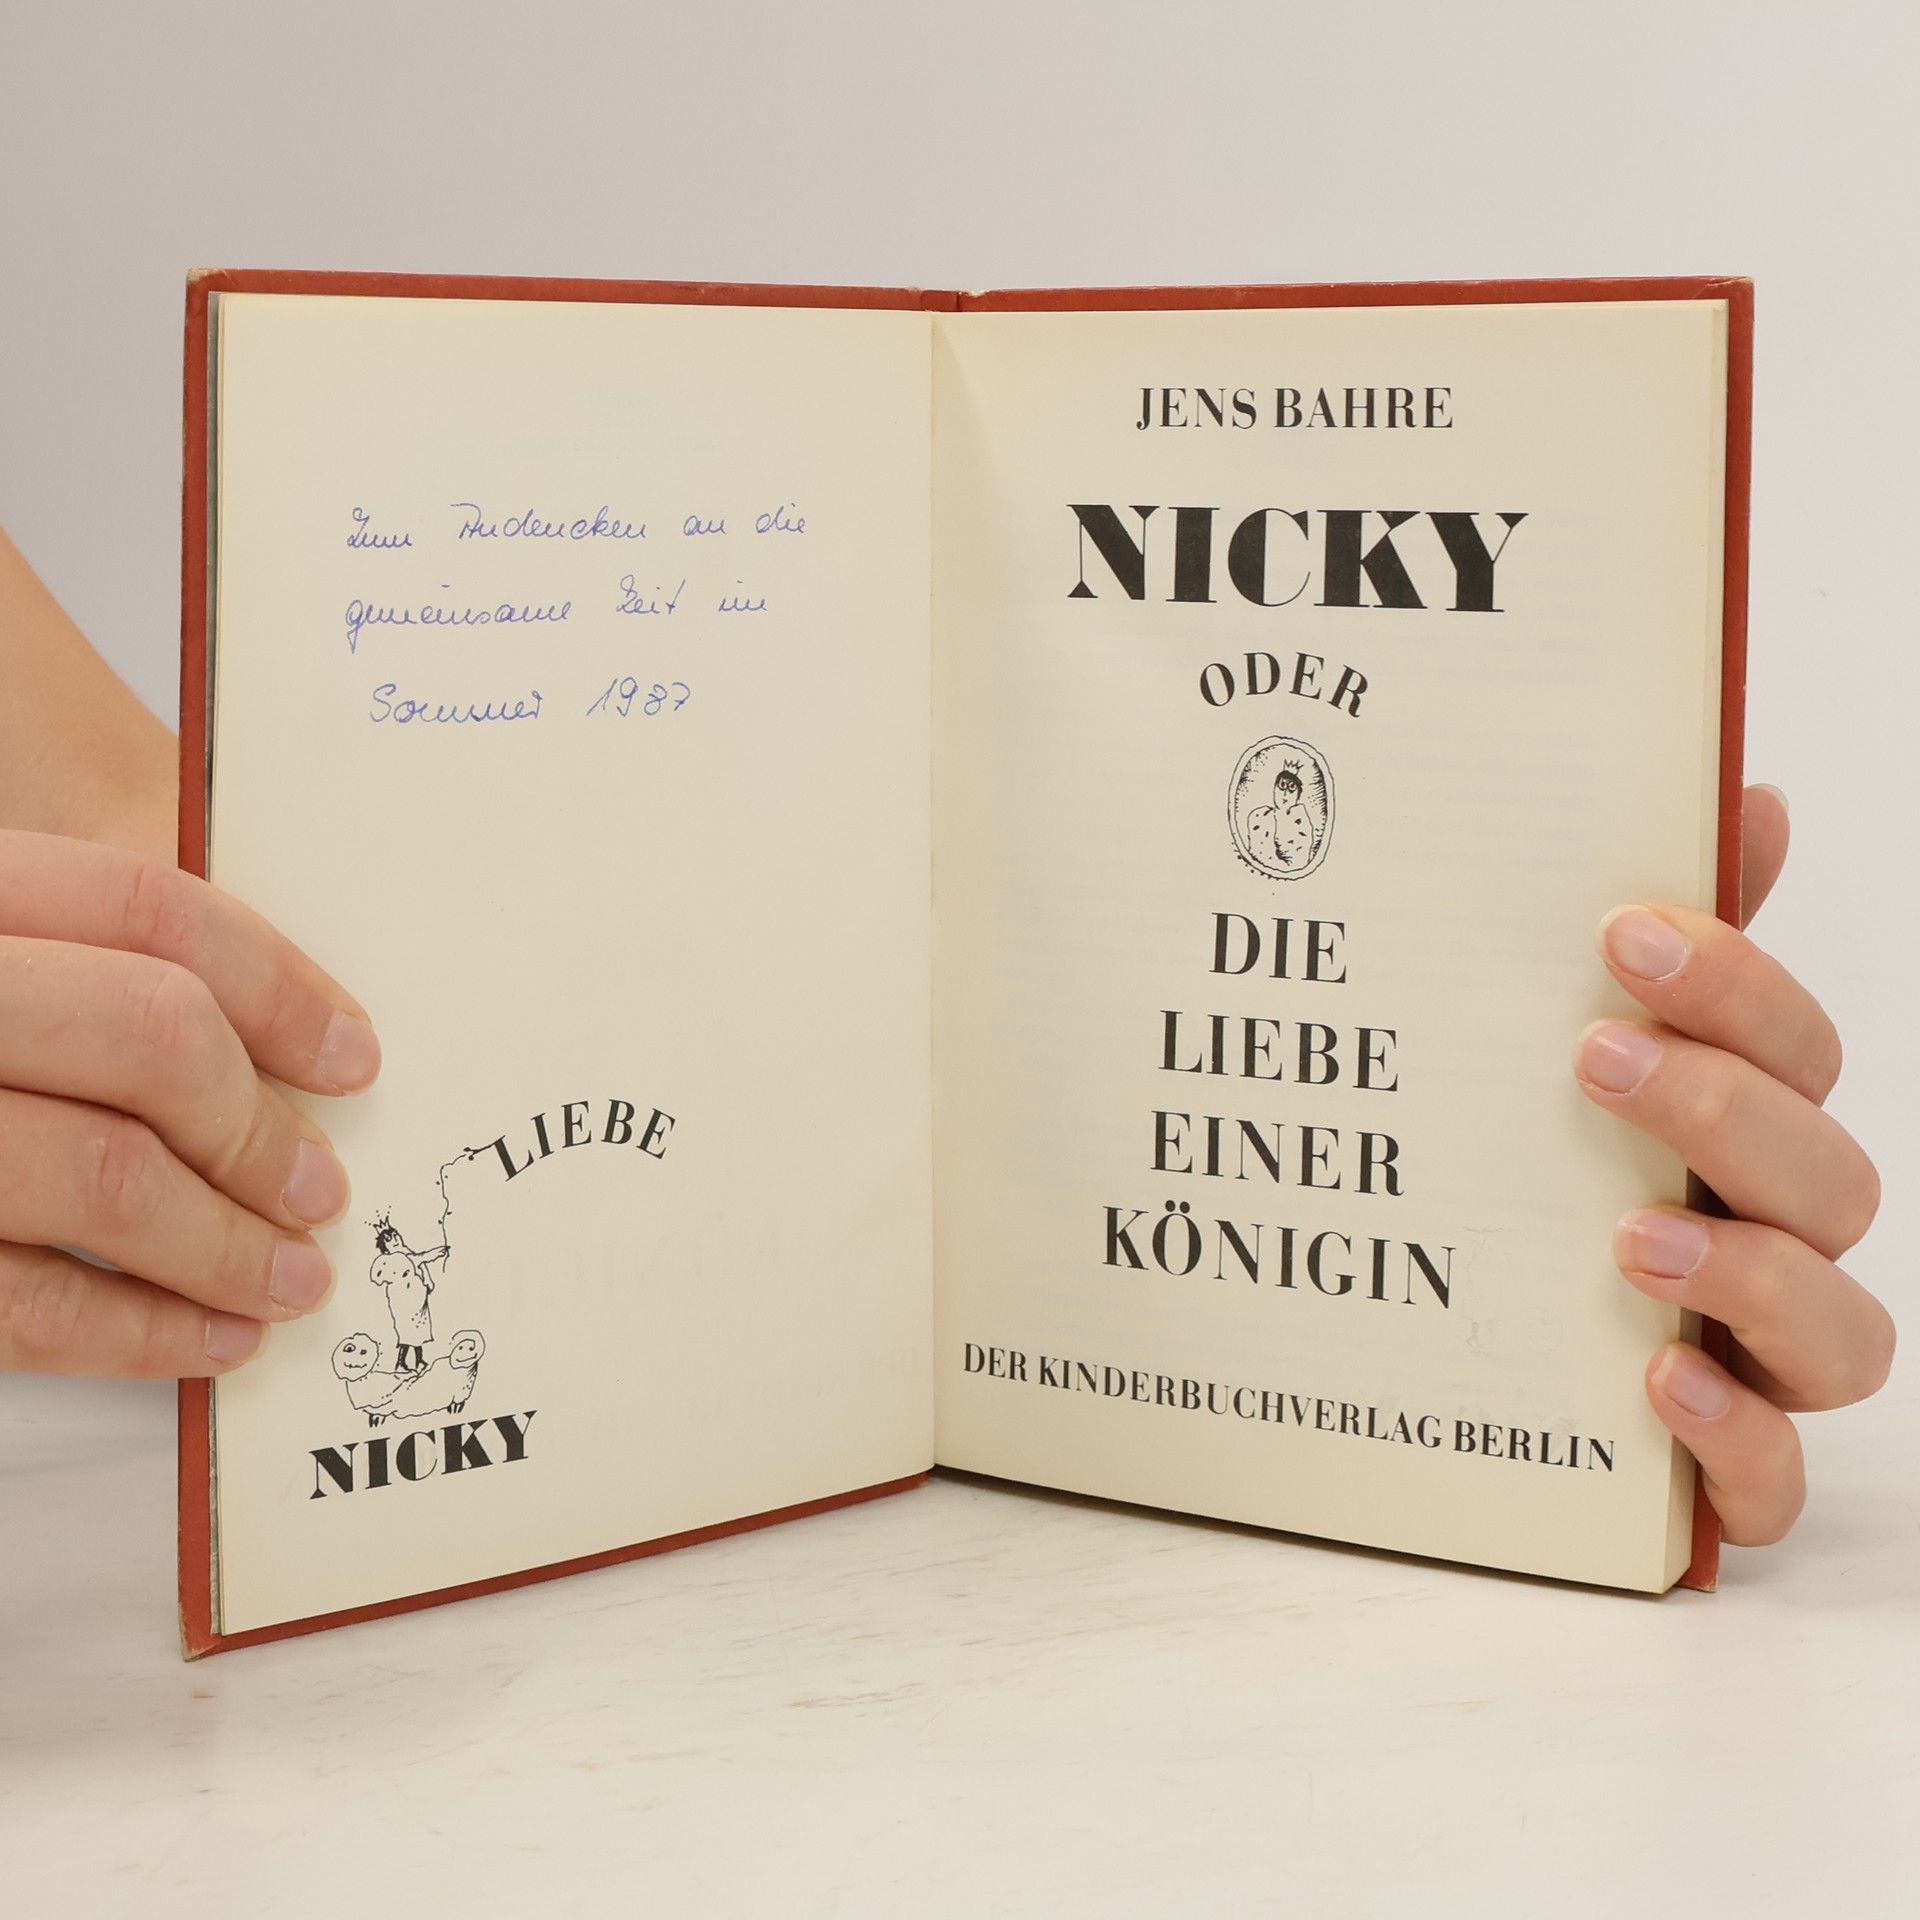 Zum Andencken an die
gemeinsame Zeit im
Sommer 1987
LIEBE
NICKY
JENS BAHRE
NICKY
ODER
DIE
LIEBE
EINER
KÖNIGIN
DER KINDERBUCHVERLAG BERLIN